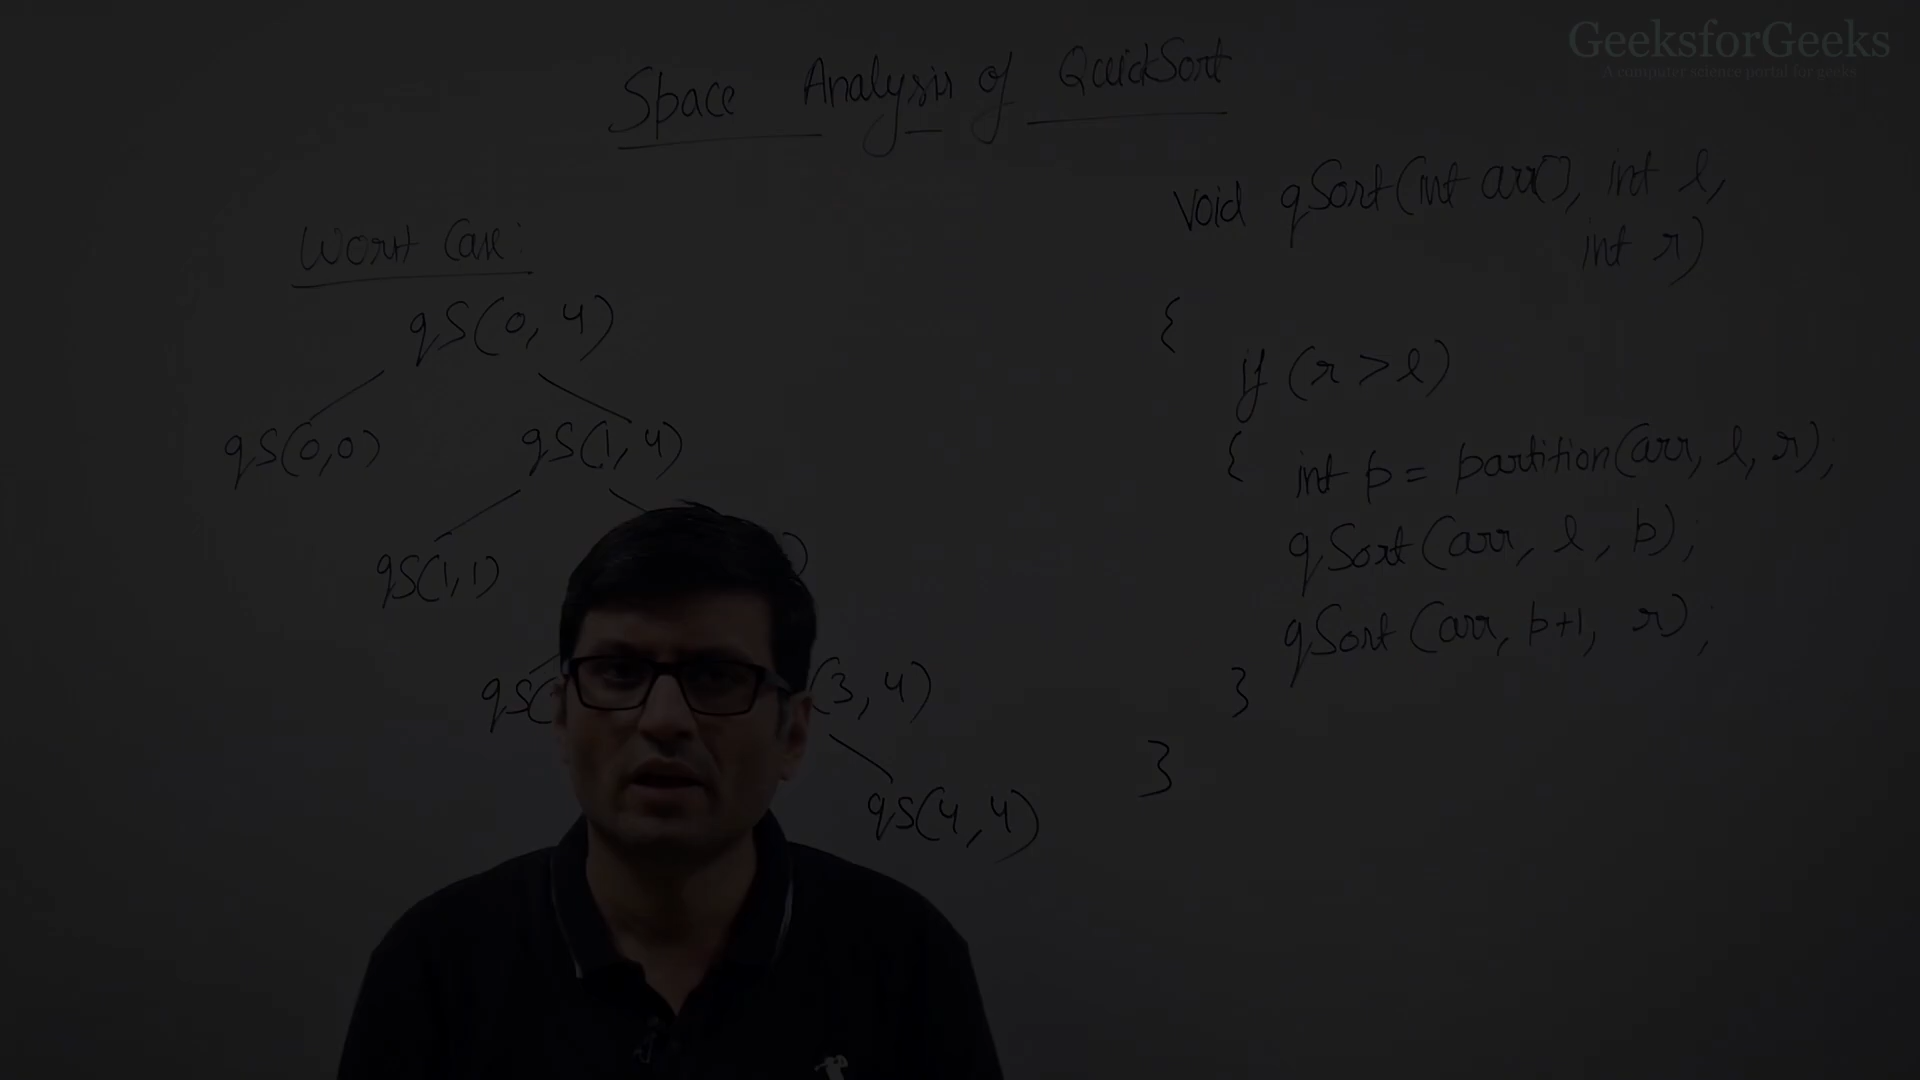 GeeksforGeeks
A computer science portal for geeks
Space Analysis of QuickSort
Worst Case:
qS(0, 4)
qS(0,0) qS(1,4)
qS(1,1) )
qS( (3,4)
qS(4,4)
void qSort(int arr[], int l,
int r)
{
if (r > l)
{ int p = partition(arr, l, r);
qSort(arr, l, p);
qSort(arr, p+1, r);
}
}